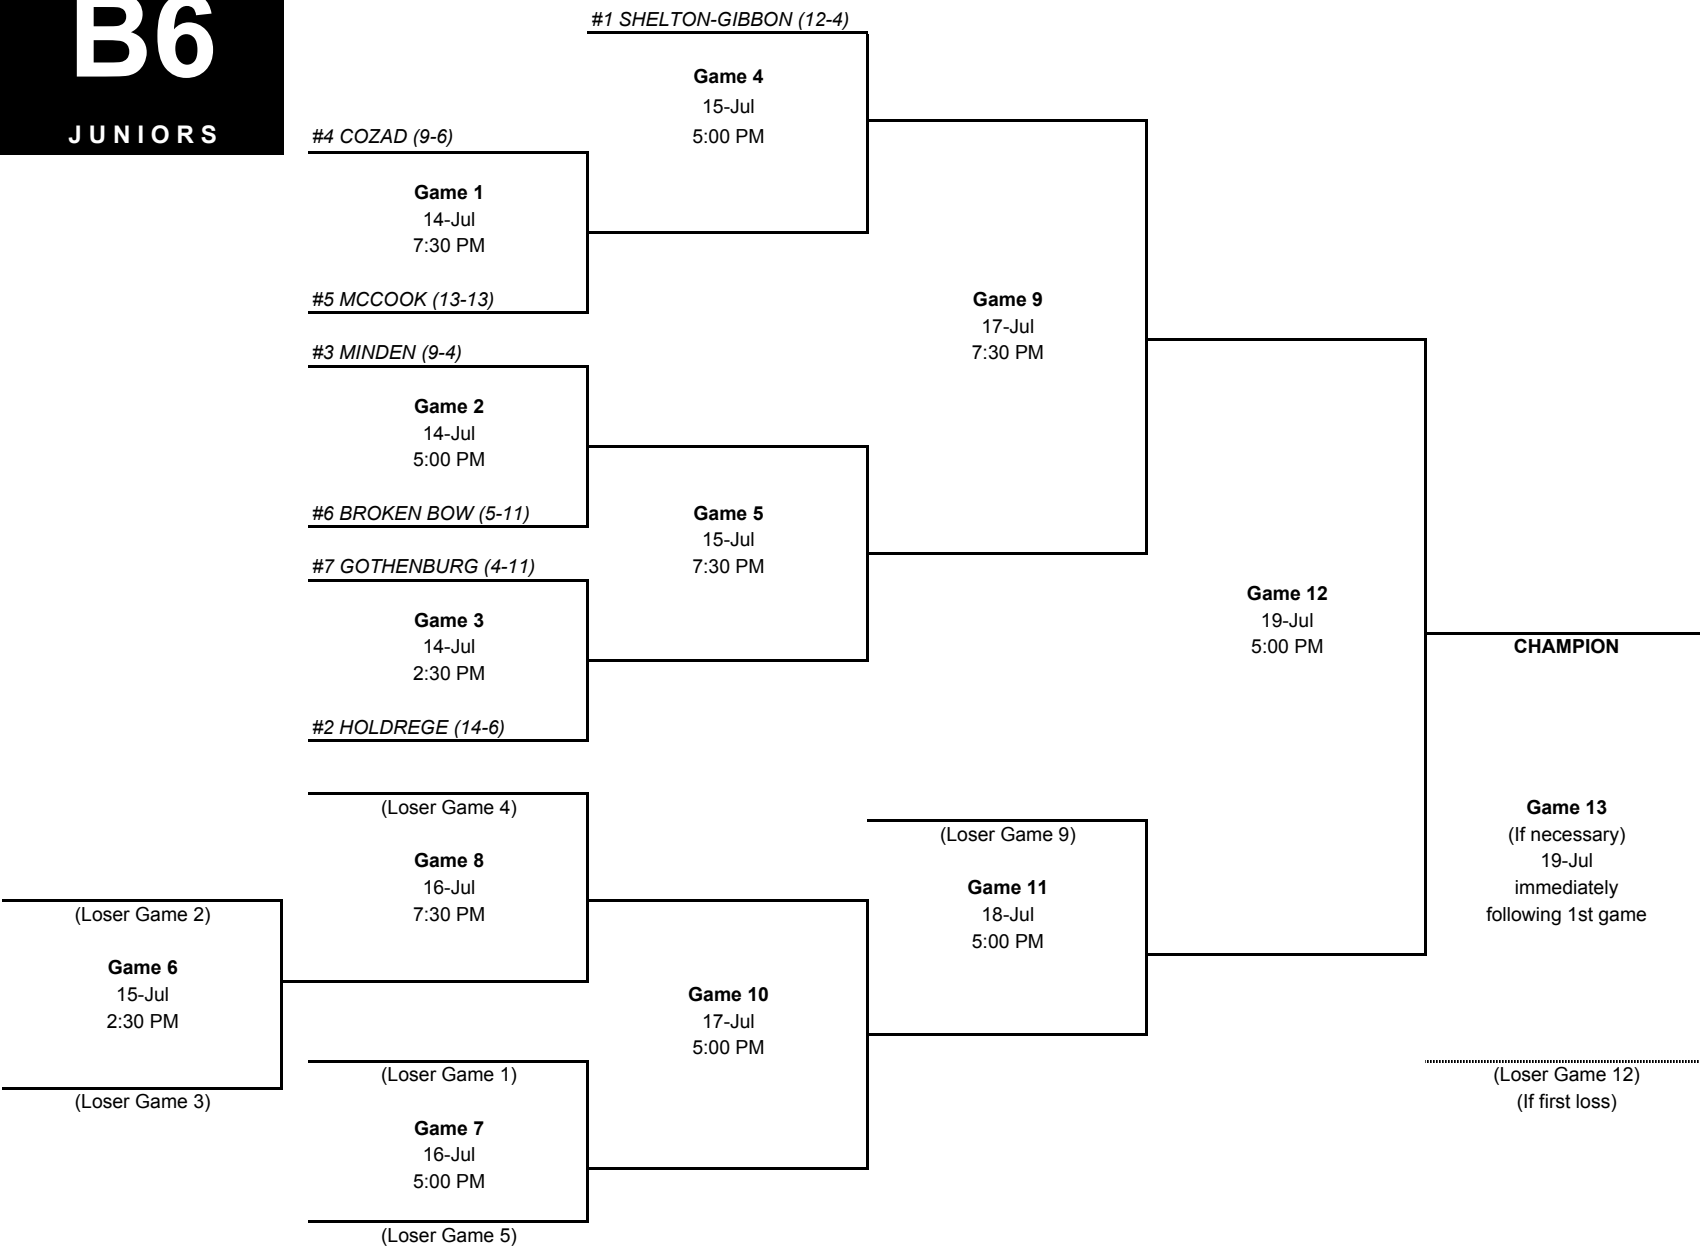 B6
JUNIORS
#1 SHELTON-GIBBON (12-4)
Game 4
15-Jul
5:00 PM
#4 COZAD (9-6)
Game 1
14-Jul
7:30 PM
#5 MCCOOK (13-13)
#3 MINDEN (9-4)
Game 2
14-Jul
5:00 PM
#6 BROKEN BOW (5-11)
#7 GOTHENBURG (4-11)
Game 3
14-Jul
2:30 PM
#2 HOLDREGE (14-6)
Game 5
15-Jul
7:30 PM
Game 9
17-Jul
7:30 PM
Game 12
19-Jul
5:00 PM
CHAMPION
(Loser Game 4)
Game 8
16-Jul
7:30 PM
(Loser Game 2)
Game 6
15-Jul
2:30 PM
(Loser Game 3)
(Loser Game 1)
Game 7
16-Jul
5:00 PM
(Loser Game 5)
Game 10
17-Jul
5:00 PM
(Loser Game 9)
Game 11
18-Jul
5:00 PM
Game 13
(If necessary)
19-Jul
immediately
following 1st game
(Loser Game 12)
(If first loss)